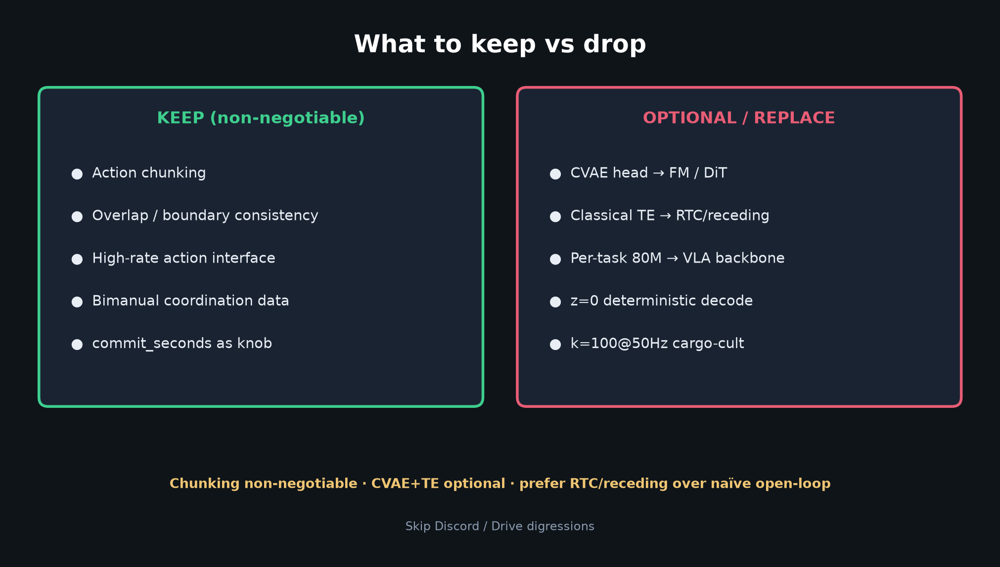 What to keep vs drop
KEEP (non-negotiable)
● Action chunking
● Overlap / boundary consistency
● High-rate action interface
● Bimanual coordination data
● commit_seconds as knob
OPTIONAL / REPLACE
● CVAE head → FM / DiT
● Classical TE → RTC/receding
● Per-task 80M → VLA backbone
● z=0 deterministic decode
● k=100@50Hz cargo-cult
Chunking non-negotiable · CVAE+TE optional · prefer RTC/receding over naïve open-loop
Skip Discord / Drive digressions